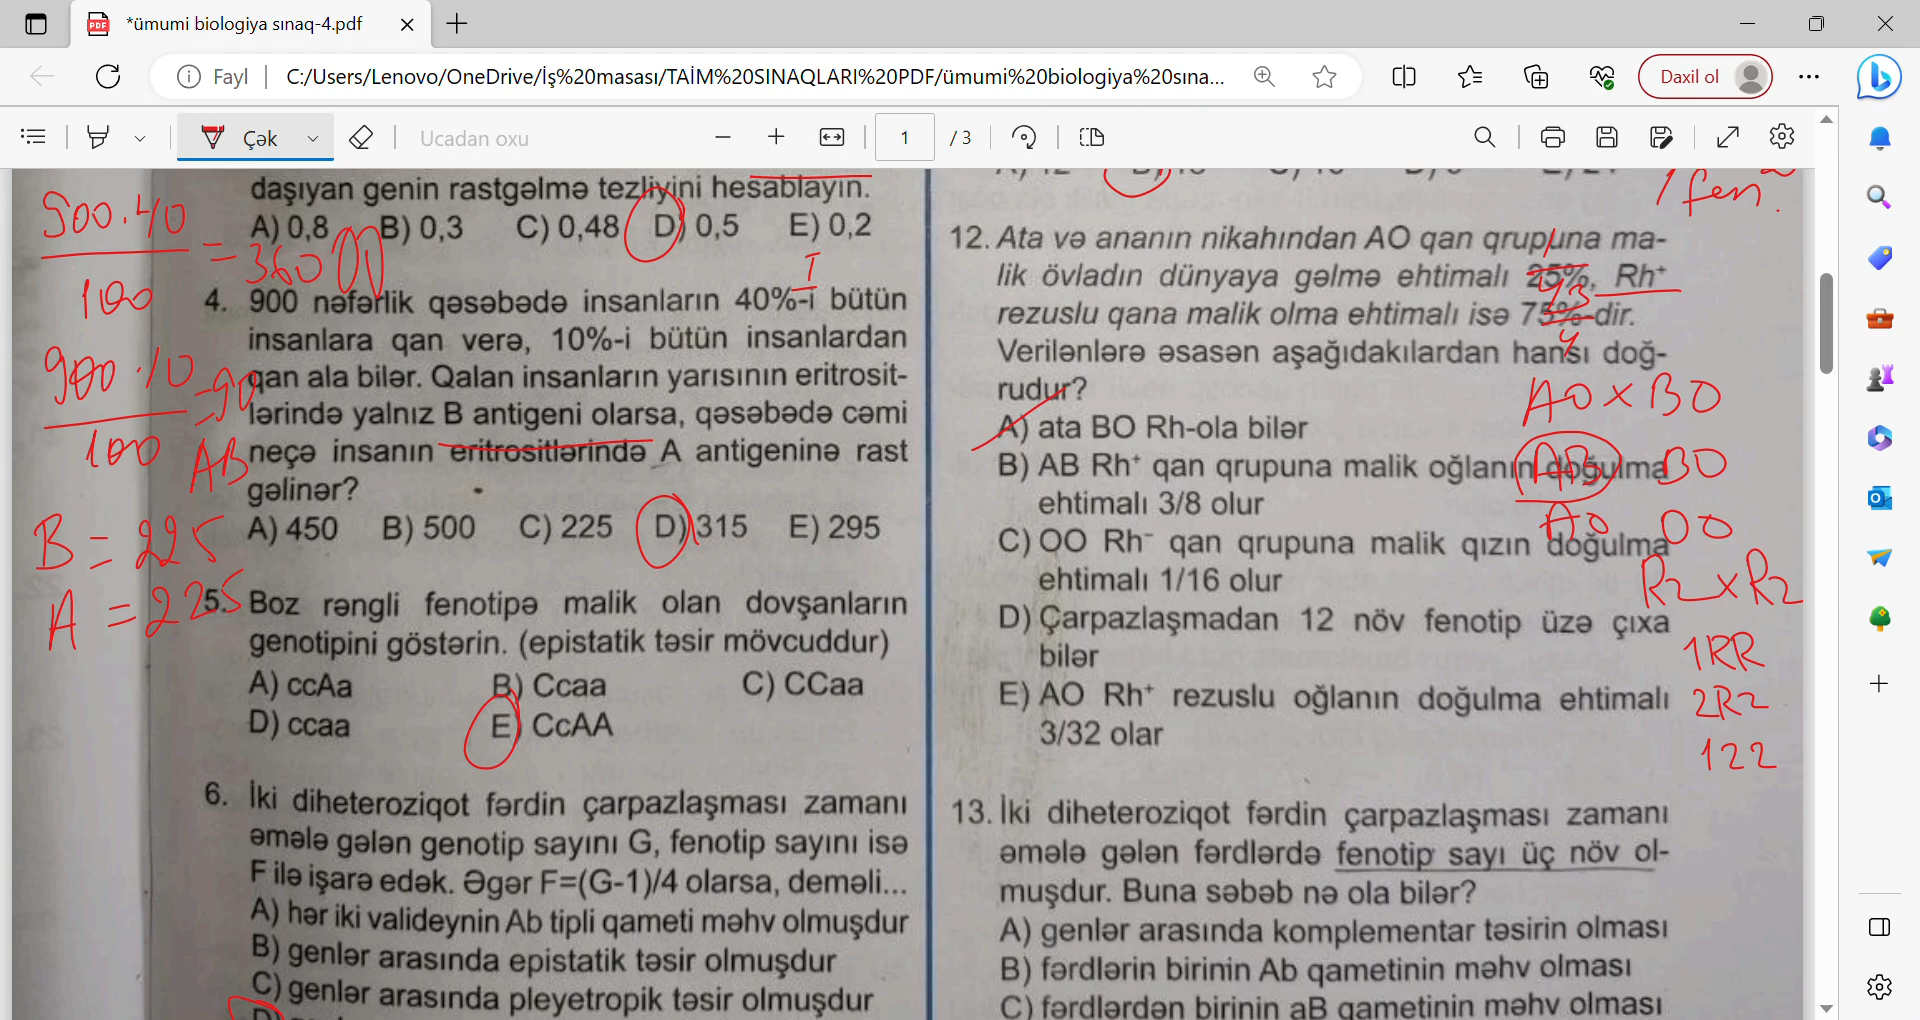 *ümumi biologiya sınaq-4.pdf
Fayl
C:/Users/Lenovo/OneDrive/İş%20masası/TAİM%20SINAQLARI%20PDF/ümumi%20biologiya%20sına...
Daxil ol
Çək
Ucadan oxu
1
/ 3
daşıyan genin rastgəlmə tezliyini hesablayın.
A) 0,8 B) 0,3 C) 0,48 D) 0,5 E) 0,2
4. 900 nəfərlik qəsəbədə insanların 40%-i bütün
insanlara qan verə, 10%-i bütün insanlardan
qan ala bilər. Qalan insanların yarısının eritrosit-
lərində yalnız B antigeni olarsa, qəsəbədə cəmi
neçə insanın eritrositlərində A antigeninə rast
gəlinər?
A) 450 B) 500 C) 225 D) 315 E) 295
5. Boz rəngli fenotipə malik olan dovşanların
genotipini göstərin. (epistatik təsir mövcuddur)
A) ccAa B) Ccaa C) CCaa
D) ccaa E) CcAA
6. İki diheteroziqot fərdin çarpazlaşması zamanı
əmələ gələn genotip sayını G, fenotip sayını isə
F ilə işarə edək. Əgər F=(G-1)/4 olarsa, deməli...
A) hər iki valideynin Ab tipli qameti məhv olmuşdur
B) genlər arasında epistatik təsir olmuşdur
C) genlər arasında pleyetropik təsir olmuşdur
500.40
100
= 360
I
900.10
100
= 90
AB
B = 225
A = 225
1 fen.
12. Ata və ananın nikahından AO qan qrupuna ma-
lik övladın dünyaya gəlmə ehtimalı 25%, Rh⁺
rezuslu qana malik olma ehtimalı isə 75%-dir.
Verilənlərə əsasən aşağıdakılardan hansı doğ-
rudur?
A) ata BO Rh-ola bilər
B) AB Rh⁺ qan qrupuna malik oğlanın doğulma
ehtimalı 3/8 olur
C) OO Rh⁻ qan qrupuna malik qızın doğulma
ehtimalı 1/16 olur
D) Çarpazlaşmadan 12 növ fenotip üzə çıxa
bilər
E) AO Rh⁺ rezuslu oğlanın doğulma ehtimalı
3/32 olar
AO x BO
AB BO
AO OO
Rr x Rr
1RR
2Rr
1rr
13. İki diheteroziqot fərdin çarpazlaşması zamanı
əmələ gələn fərdlərdə fenotip sayı üç növ ol-
muşdur. Buna səbəb nə ola bilər?
A) genlər arasında komplementar təsirin olması
B) fərdlərin birinin Ab qametinin məhv olması
C) fərdlərdən birinin aB qametinin məhv olması